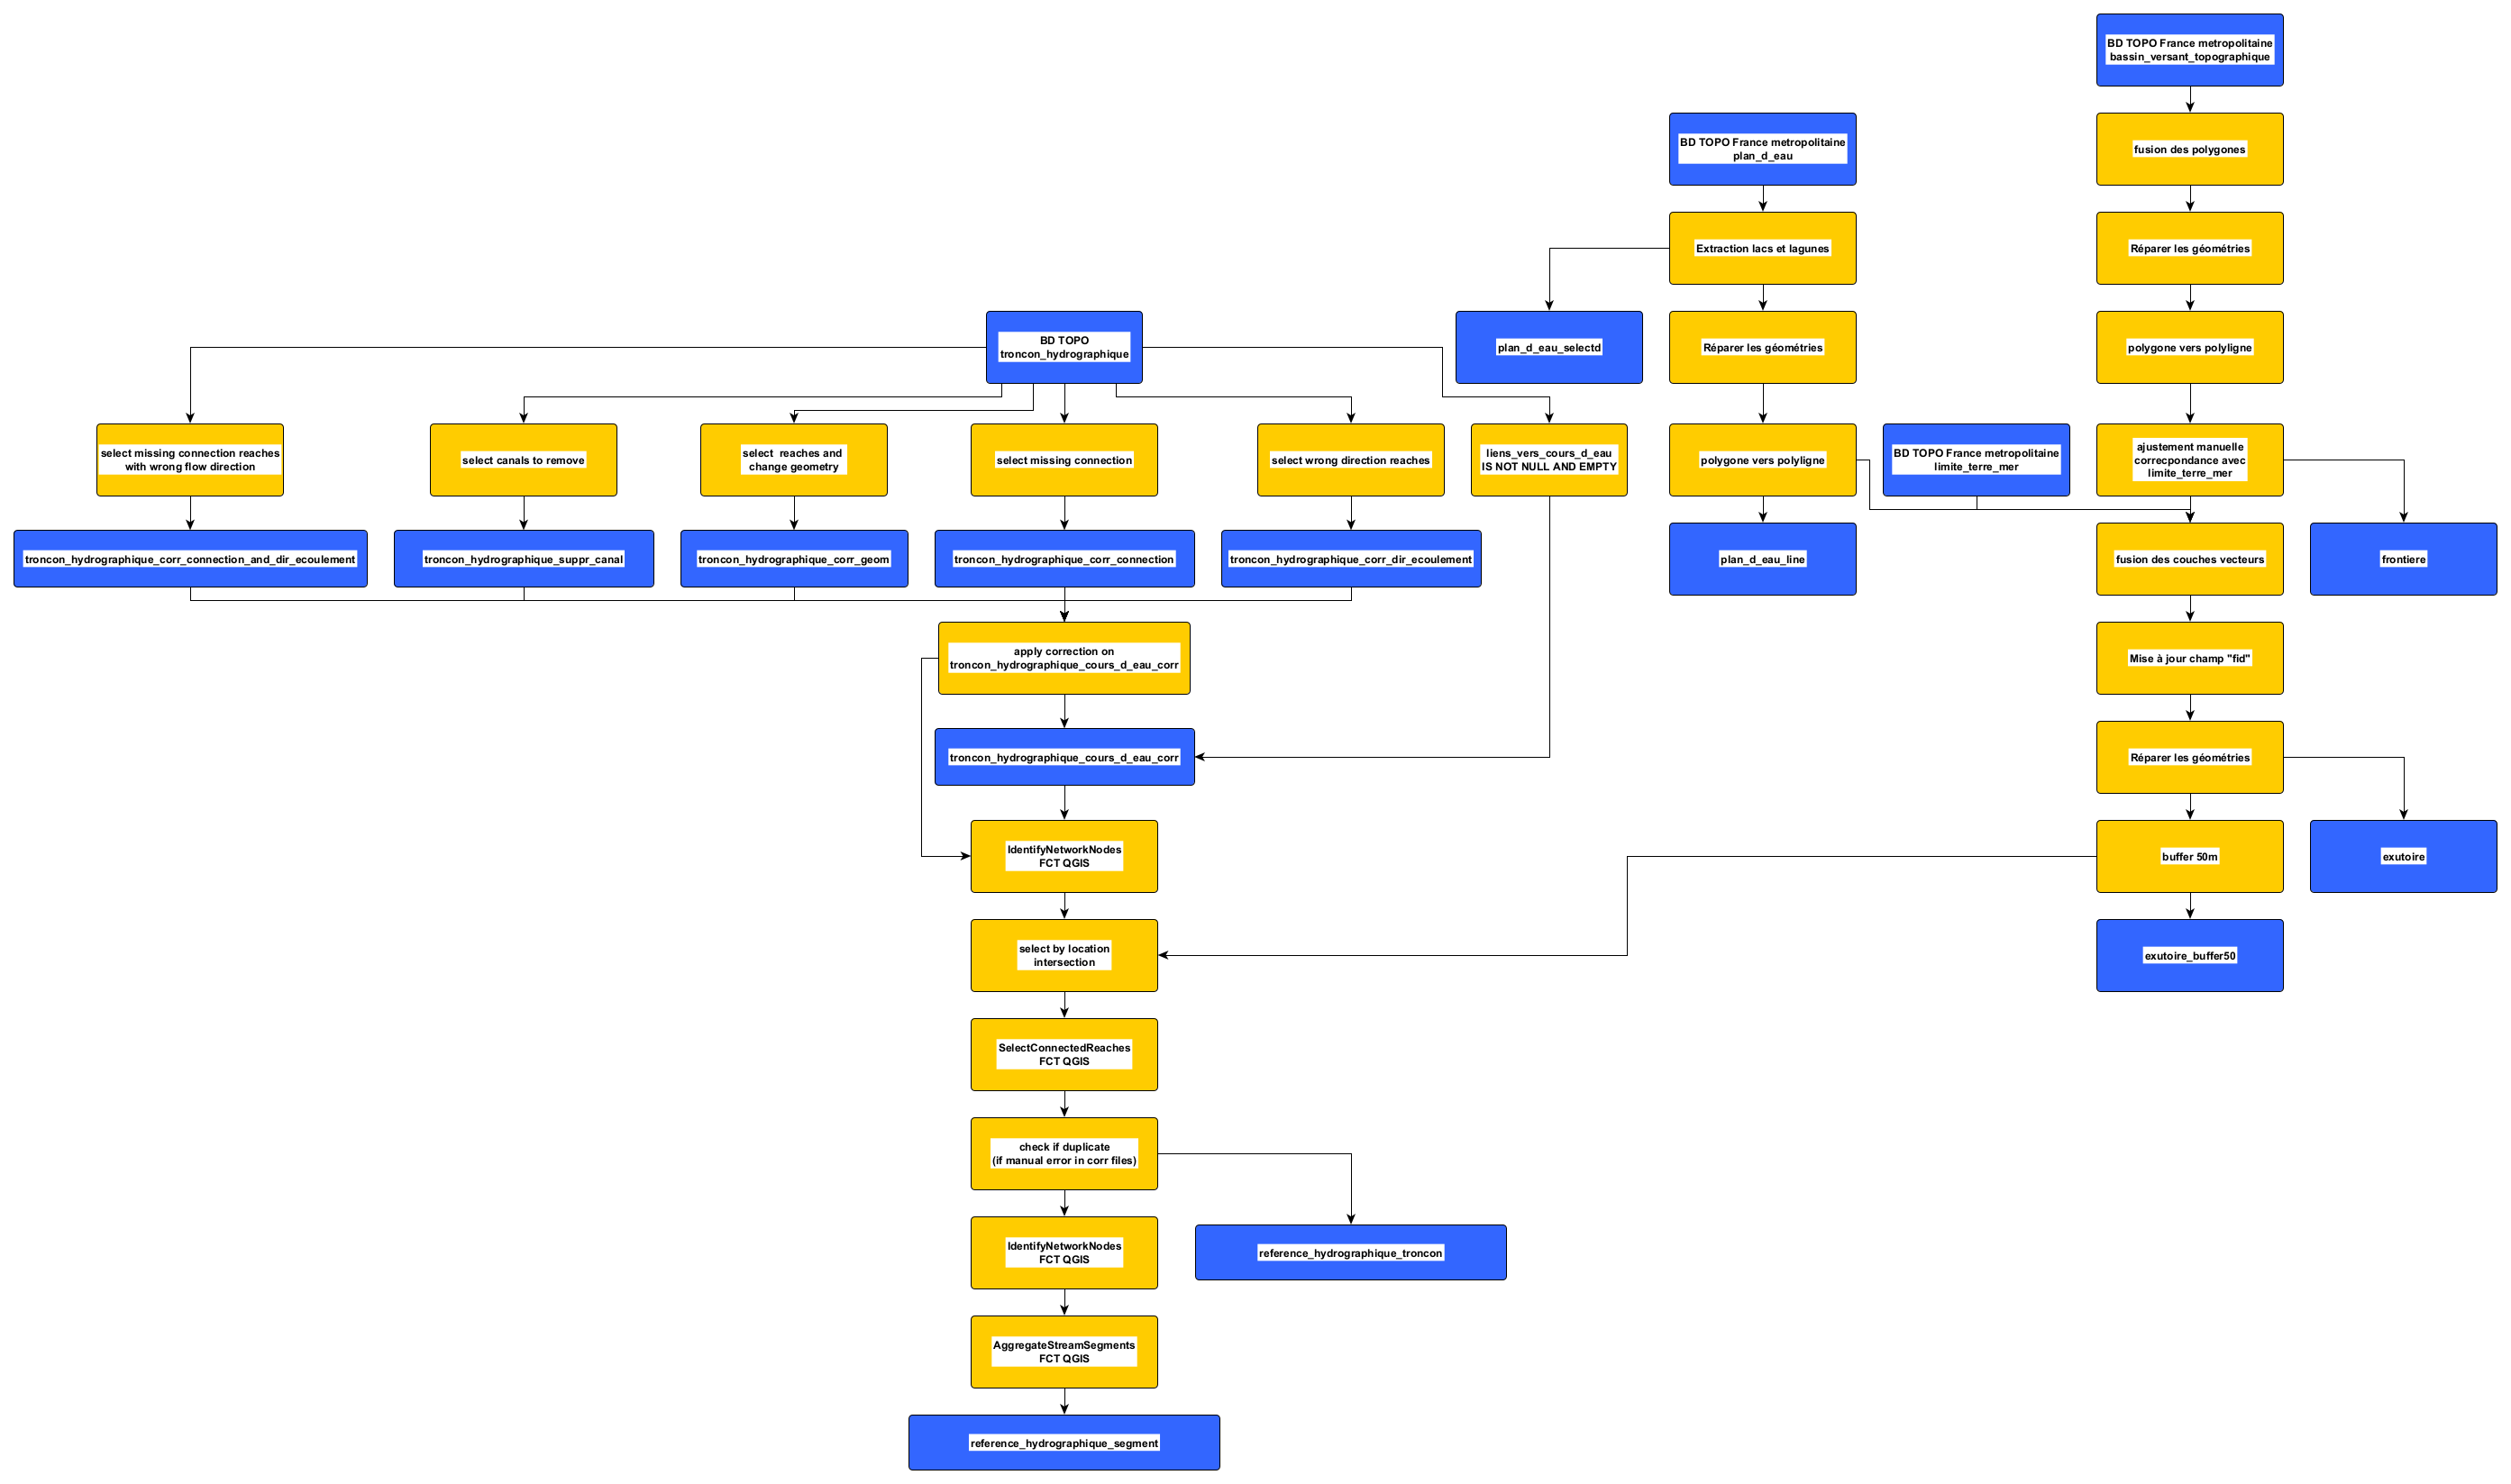 BD TOPO France metropolitaine
bassin_versant_topographique
BD TOPO France metropolitaine
plan_d_eau
fusion des polygones
Extraction lacs et lagunes
Réparer les géométries
BD TOPO
troncon_hydrographique
plan_d_eau_selectd
Réparer les géométries
polygone vers polyligne
select missing connection reaches
with wrong flow direction
select canals to remove
select  reaches and
change geometry
select missing connection
select wrong direction reaches
liens_vers_cours_d_eau
IS NOT NULL AND EMPTY
polygone vers polyligne
BD TOPO France metropolitaine
limite_terre_mer
ajustement manuelle
correcpondance avec
limite_terre_mer
troncon_hydrographique_corr_connection_and_dir_ecoulement
troncon_hydrographique_suppr_canal
troncon_hydrographique_corr_geom
troncon_hydrographique_corr_connection
troncon_hydrographique_corr_dir_ecoulement
plan_d_eau_line
fusion des couches vecteurs
frontiere
apply correction on
troncon_hydrographique_cours_d_eau_corr
Mise à jour champ "fid"
troncon_hydrographique_cours_d_eau_corr
Réparer les géométries
IdentifyNetworkNodes
FCT QGIS
buffer 50m
exutoire
select by location
intersection
exutoire_buffer50
SelectConnectedReaches
FCT QGIS
check if duplicate
(if manual error in corr files)
IdentifyNetworkNodes
FCT QGIS
reference_hydrographique_troncon
AggregateStreamSegments
FCT QGIS
reference_hydrographique_segment